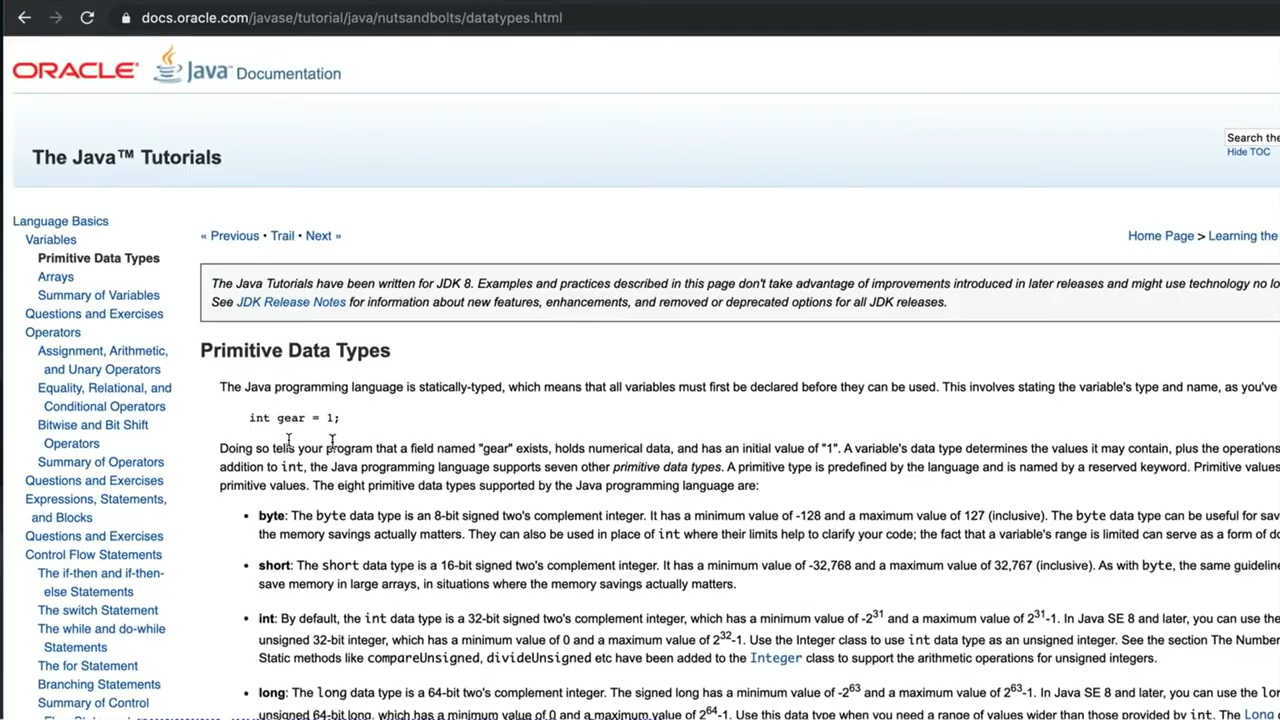 docs.oracle.com/javase/tutorial/java/nutsandbolts/datatypes.html
ORACLE Java™ Documentation
The Java™ Tutorials
Search the
Hide TOC
Language Basics
Variables
Primitive Data Types
Arrays
Summary of Variables
Questions and Exercises
Operators
Assignment, Arithmetic,
and Unary Operators
Equality, Relational, and
Conditional Operators
Bitwise and Bit Shift
Operators
Summary of Operators
Questions and Exercises
Expressions, Statements,
and Blocks
Questions and Exercises
Control Flow Statements
The if-then and if-then-
else Statements
The switch Statement
The while and do-while
Statements
The for Statement
Branching Statements
Summary of Control
« Previous • Trail • Next »
Home Page > Learning the
The Java Tutorials have been written for JDK 8. Examples and practices described in this page don't take advantage of improvements introduced in later releases and might use technology no lo
See JDK Release Notes for information about new features, enhancements, and removed or deprecated options for all JDK releases.
Primitive Data Types
The Java programming language is statically-typed, which means that all variables must first be declared before they can be used. This involves stating the variable's type and name, as you've
int gear = 1;
Doing so tells your program that a field named "gear" exists, holds numerical data, and has an initial value of "1". A variable's data type determines the values it may contain, plus the operations
addition to int, the Java programming language supports seven other primitive data types. A primitive type is predefined by the language and is named by a reserved keyword. Primitive values
primitive values. The eight primitive data types supported by the Java programming language are:
• byte: The byte data type is an 8-bit signed two's complement integer. It has a minimum value of -128 and a maximum value of 127 (inclusive). The byte data type can be useful for sav
the memory savings actually matters. They can also be used in place of int where their limits help to clarify your code; the fact that a variable's range is limited can serve as a form of do
• short: The short data type is a 16-bit signed two's complement integer. It has a minimum value of -32,768 and a maximum value of 32,767 (inclusive). As with byte, the same guideline
save memory in large arrays, in situations where the memory savings actually matters.
• int: By default, the int data type is a 32-bit signed two's complement integer, which has a minimum value of -2³¹ and a maximum value of 2³¹-1. In Java SE 8 and later, you can use the
unsigned 32-bit integer, which has a minimum value of 0 and a maximum value of 2³²-1. Use the Integer class to use int data type as an unsigned integer. See the section The Number
Static methods like compareUnsigned, divideUnsigned etc have been added to the Integer class to support the arithmetic operations for unsigned integers.
• long: The long data type is a 64-bit two's complement integer. The signed long has a minimum value of -2⁶³ and a maximum value of 2⁶³-1. In Java SE 8 and later, you can use the lor
unsigned 64-bit long, which has a minimum value of 0 and a maximum value of 2⁶⁴-1. Use this data type when you need a range of values wider than those provided by int. The Long